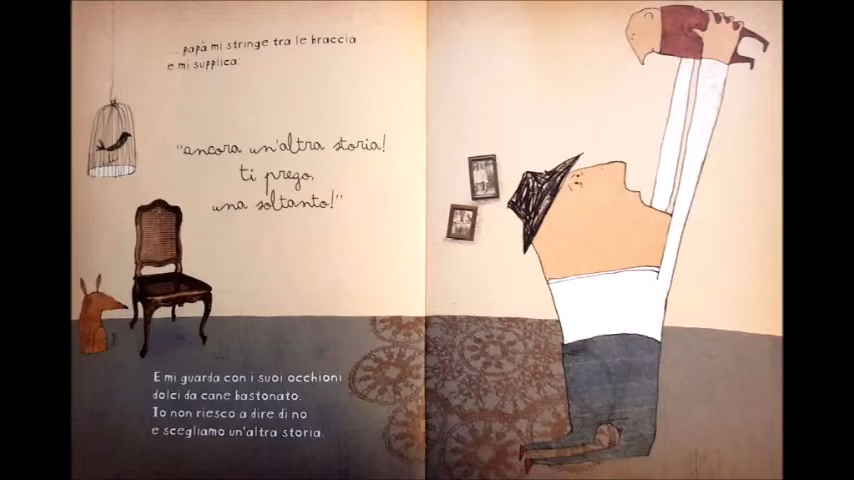 ... papà mi stringe tra le braccia
e mi supplica:
"ancora un'altra storia!
ti prego,
una soltanto!"
E mi guarda con i suoi occhioni
dolci da cane bastonato.
Io non riesco a dire di no
e scegliamo un'altra storia.